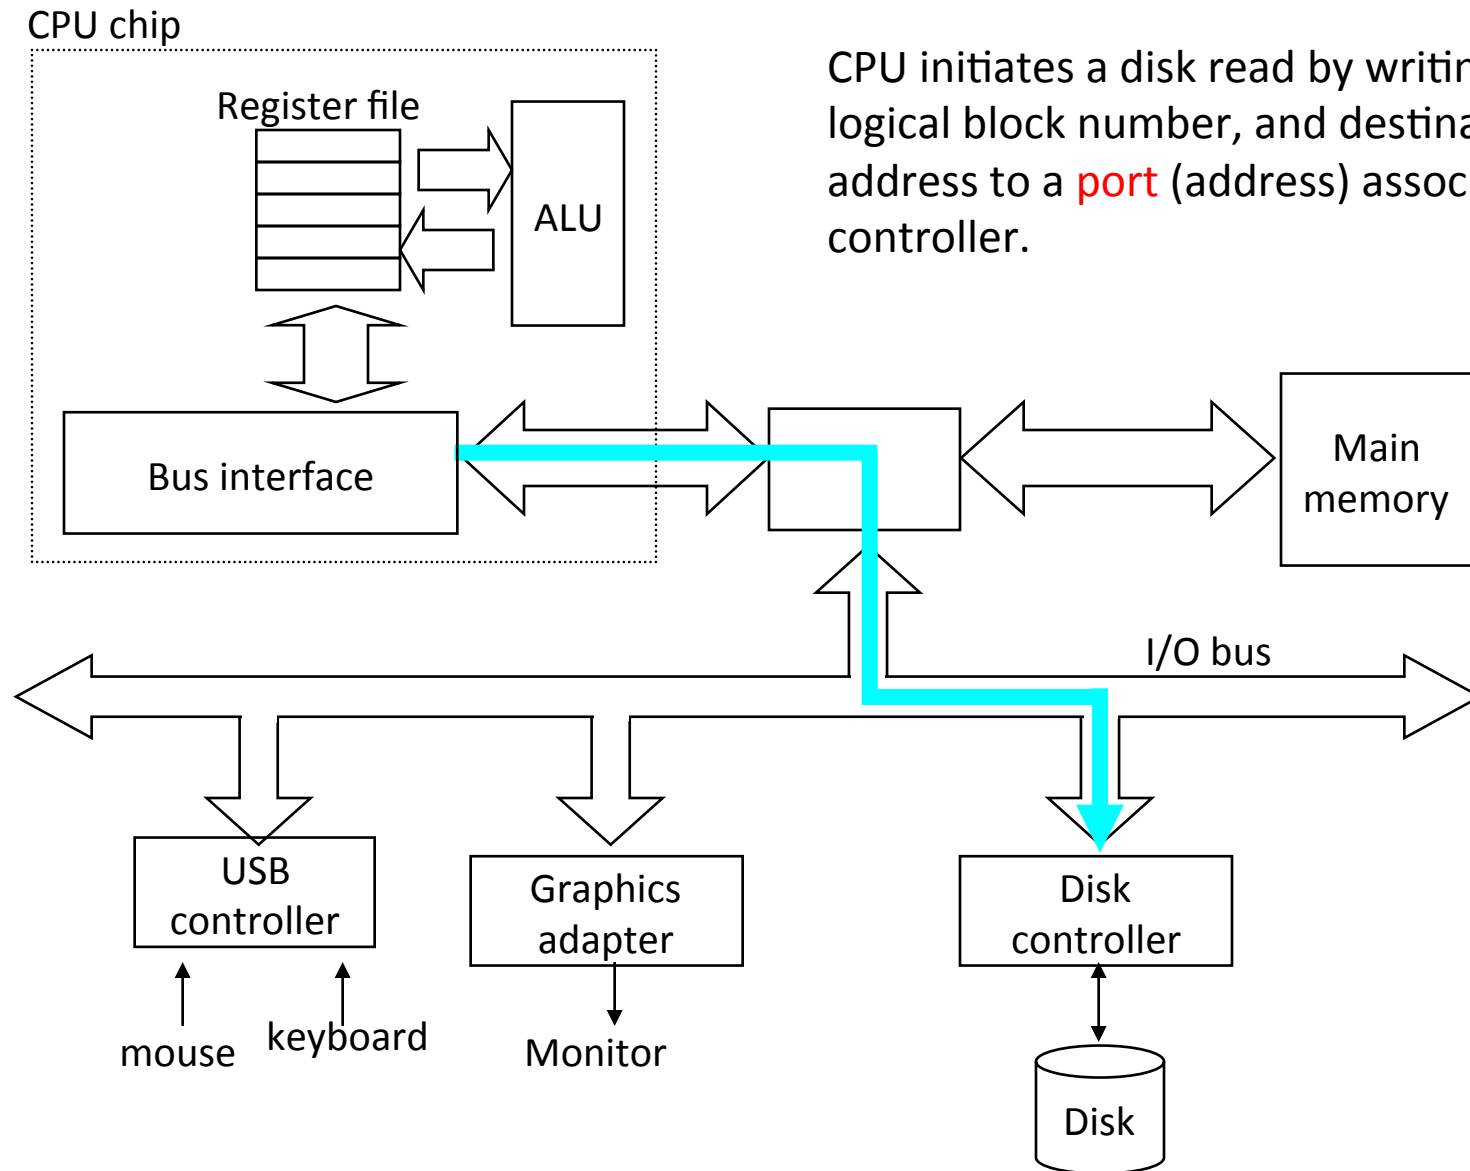 CPU chip
CPU initiates a disk read by writin
logical block number, and destina
address to a port (address) assoc
controller.
Register file
ALU
Bus interface
Main
memory
I/O bus
USB
controller
Graphics
adapter
Disk
controller
mouse
keyboard
Monitor
Disk